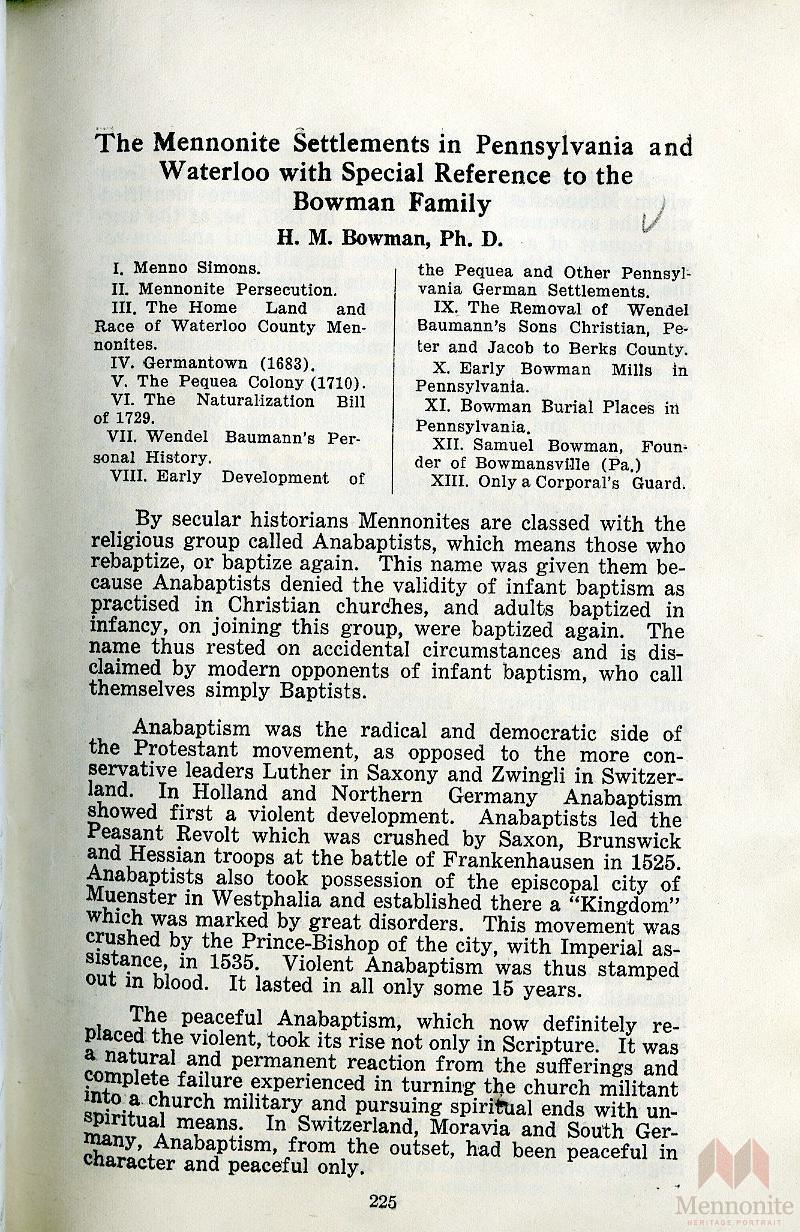 The Mennonite Settlements in Pennsylvania and
Waterloo with Special Reference to the
Bowman Family
H. M. Bowman, Ph. D.
I. Menno Simons.
II. Mennonite Persecution.
III. The Home Land and
Race of Waterloo County Men-
nonites.
IV. Germantown (1683).
V. The Pequea Colony (1710).
VI. The Naturalization Bill
of 1729.
VII. Wendel Baumann's Per-
sonal History.
VIII. Early Development of
the Pequea and Other Pennsyl-
vania German Settlements.
IX. The Removal of Wendel
Baumann's Sons Christian, Pe-
ter and Jacob to Berks County.
X. Early Bowman Mills in
Pennsylvania.
XI. Bowman Burial Places in
Pennsylvania.
XII. Samuel Bowman, Foun-
der of Bowmansville (Pa.)
XIII. Only a Corporal's Guard.
By secular historians Mennonites are classed with the
religious group called Anabaptists, which means those who
rebaptize, or baptize again. This name was given them be-
cause Anabaptists denied the validity of infant baptism as
practised in Christian churches, and adults baptized in
infancy, on joining this group, were baptized again. The
name thus rested on accidental circumstances and is dis-
claimed by modern opponents of infant baptism, who call
themselves simply Baptists.
Anabaptism was the radical and democratic side of
the Protestant movement, as opposed to the more con-
servative leaders Luther in Saxony and Zwingli in Switzer-
land. In Holland and Northern Germany Anabaptism
showed first a violent development. Anabaptists led the
Peasant Revolt which was crushed by Saxon, Brunswick
and Hessian troops at the battle of Frankenhausen in 1525.
Anabaptists also took possession of the episcopal city of
Muenster in Westphalia and established there a "Kingdom"
which was marked by great disorders. This movement was
crushed by the Prince-Bishop of the city, with Imperial as-
sistance, in 1535. Violent Anabaptism was thus stamped
out in blood. It lasted in all only some 15 years.
The peaceful Anabaptism, which now definitely re-
placed the violent, took its rise not only in Scripture. It was
a natural and permanent reaction from the sufferings and
complete failure experienced in turning the church militant
into a church military and pursuing spiritual ends with un-
spiritual means. In Switzerland, Moravia and South Ger-
many, Anabaptism, from the outset, had been peaceful in
character and peaceful only.
225
Mennonite
HERITAGE PORTRAIT